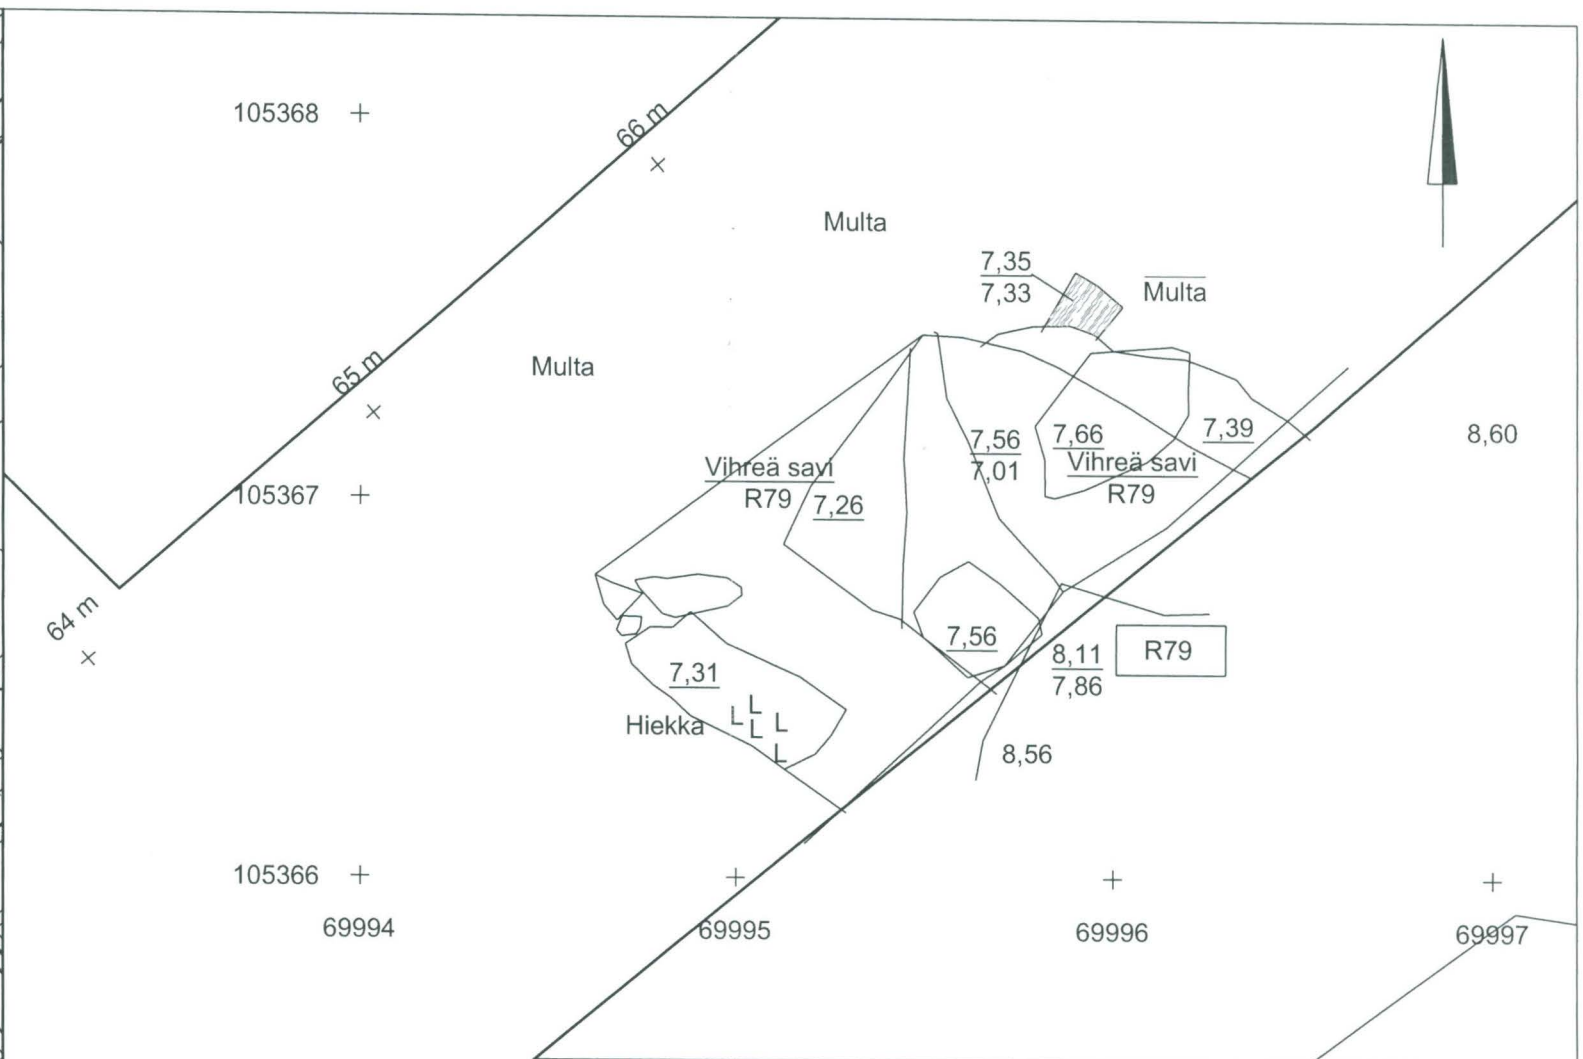 105368
66 m
Multa
7,35
7,33
Multa
65 m
Multa
7,56
7,01
7,66
7,39
8,60
Vihreä savi
R79
7,26
Vihreä savi
R79
105367
64 m
7,56
8,11
7,86
R79
7,31
L
L L
L
L
Hiekka
8,56
105366
69994
69995
69996
69997